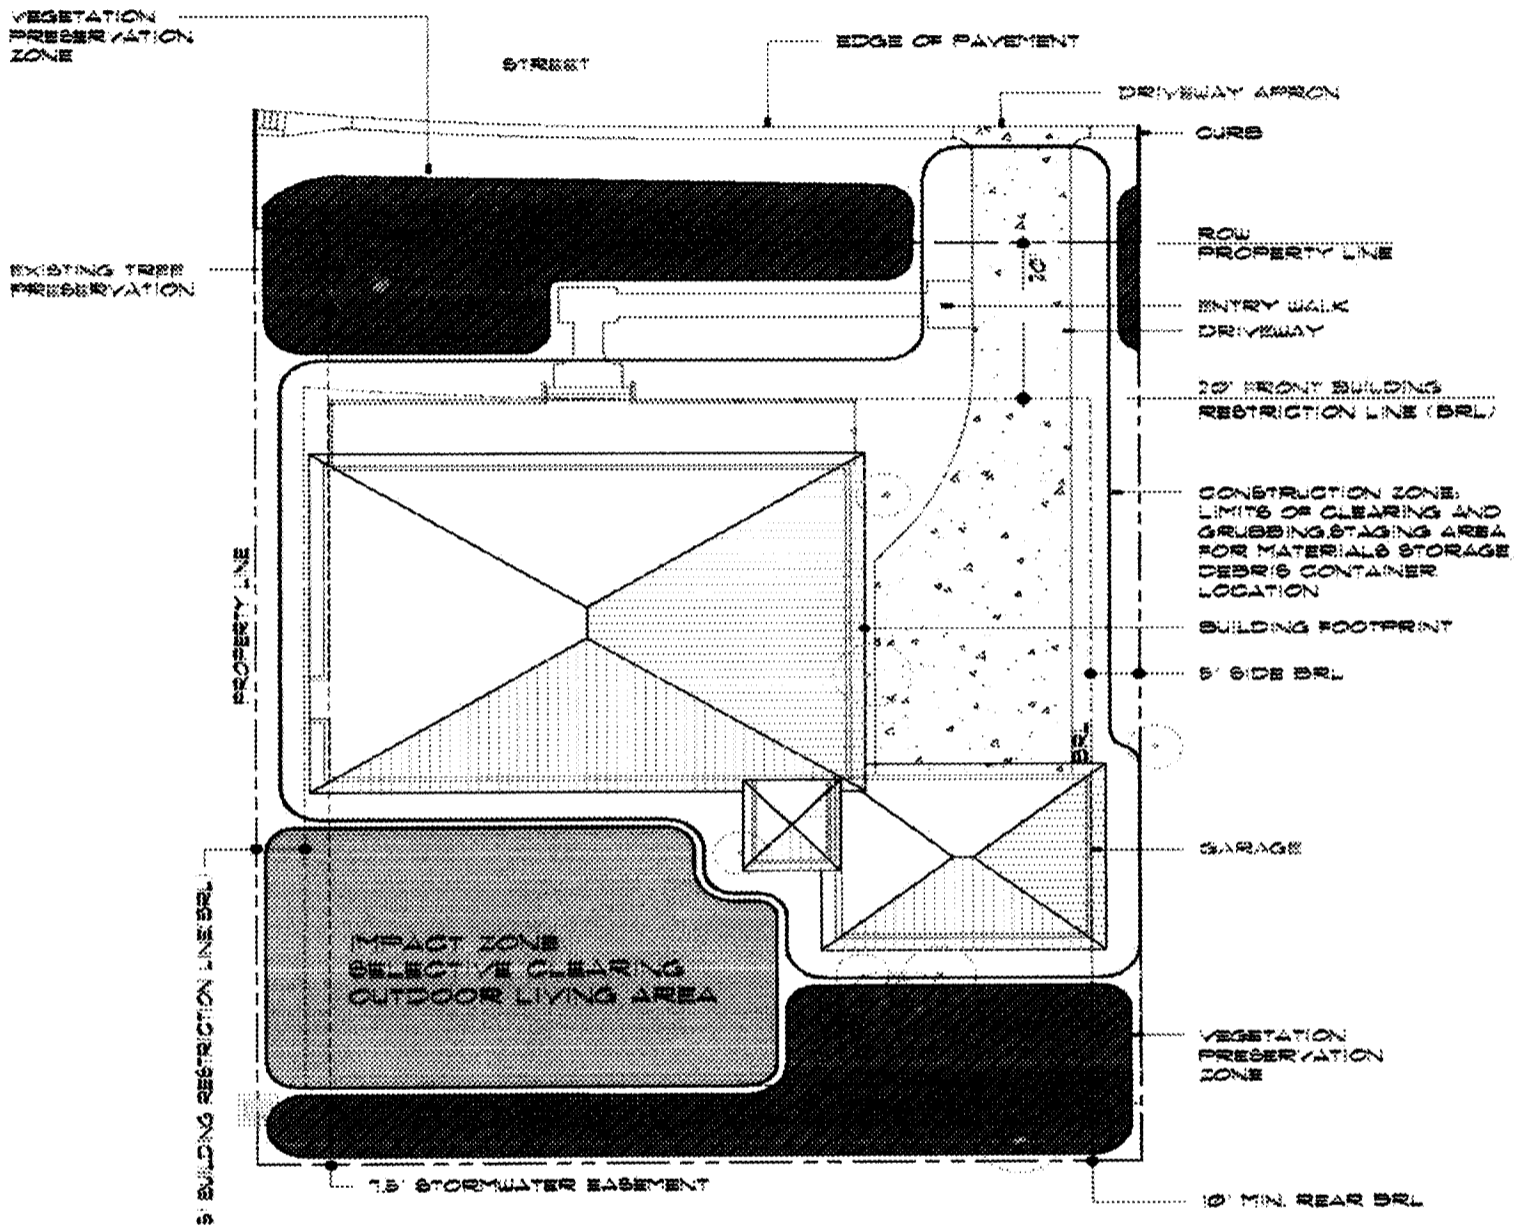 VEGETATION
PRESERVATION
ZONE
STREET
EDGE OF PAVEMENT
DRIVEWAY APRON
CURB
ROW
PROPERTY LINE
EXISTING TREE
PRESERVATION
20'
ENTRY WALK
DRIVEWAY
20' FRONT BUILDING
RESTRICTION LINE (BRL)
CONSTRUCTION ZONE:
LIMITS OF CLEARING AND
GRUBBING, STAGING AREA
FOR MATERIALS STORAGE,
DEBRIS CONTAINER
LOCATION
PROPERTY LINE
BUILDING FOOTPRINT
5' SIDE BRL
BRL
GARAGE
5' BUILDING RESTRICTION LINE (BRL)
IMPACT ZONE
SELECTIVE CLEARING
OUTDOOR LIVING AREA
VEGETATION
PRESERVATION
ZONE
7.5' STORMWATER EASEMENT
10' MIN. REAR BRL